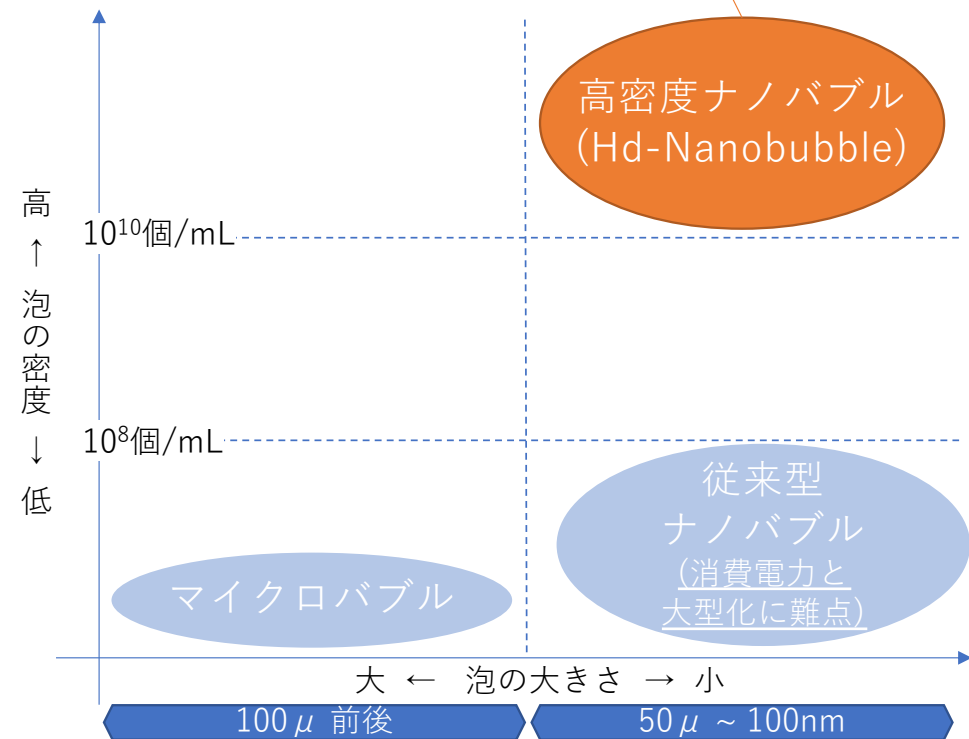 高密度ナノバブル
(Hd-Nanobubble)
高 ↑ 泡の密度 ↓ 低
10¹⁰個/mL
10⁸個/mL
従来型
ナノバブル
(消費電力と
大型化に難点)
マイクロバブル
大 ← 泡の大きさ → 小
100μ 前後
50μ ~ 100nm